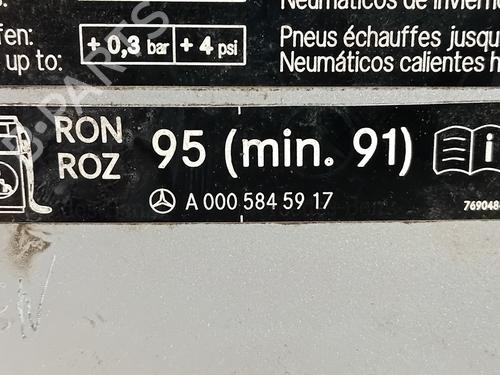 Neumáticos de invierno
fen:
up to:
+ 0,3 bar + 4 psi
Pneus échauffés jusqu
Neumáticos calientes h
RON
ROZ
95 (min. 91)
A 000 584 59 17
769048